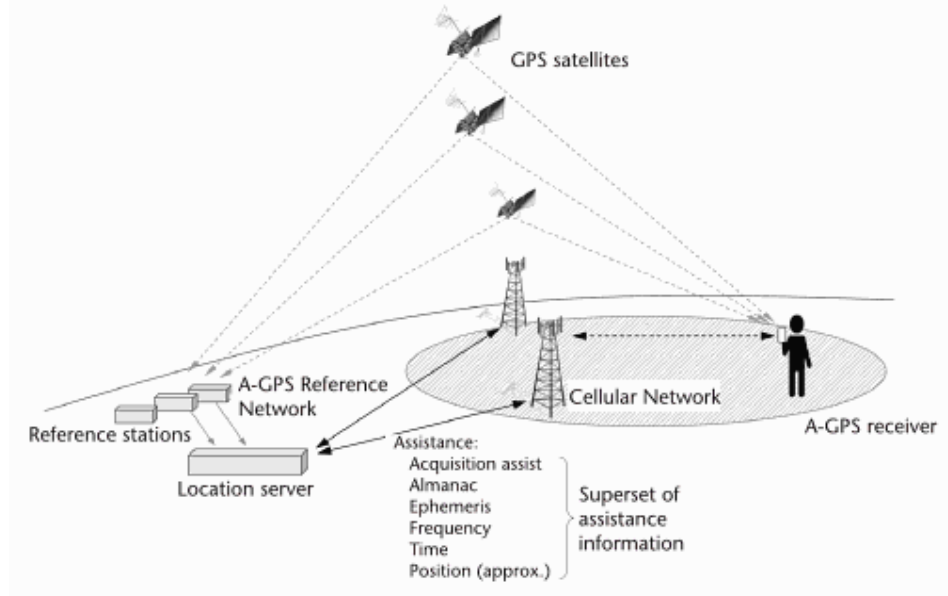 GPS satellites
A-GPS Reference
Network
Reference stations
Location server
Cellular Network
A-GPS receiver
Assistance:
Acquisition assist
Almanac
Ephemeris
Frequency
Time
Position (approx.)
Superset of
assistance
information